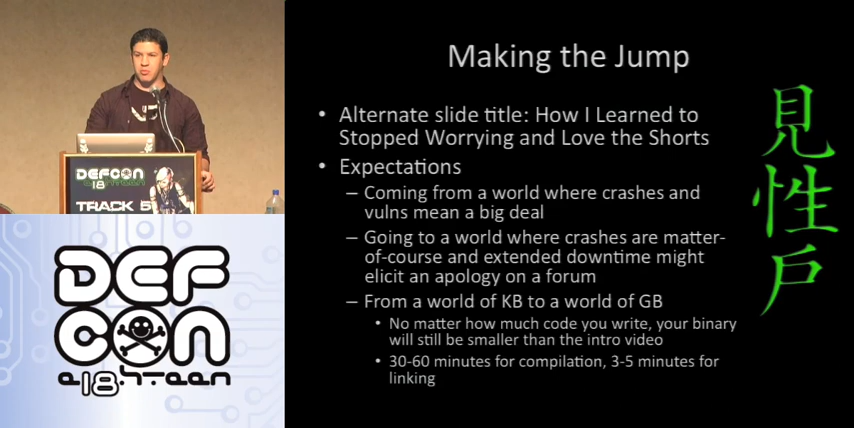 DEFCON
18
TRACK 5
DEF
CON
Making the Jump
• Alternate slide title: How I Learned to
Stopped Worrying and Love the Shorts
• Expectations
– Coming from a world where crashes and
vulns mean a big deal
– Going to a world where crashes are matter-
of-course and extended downtime might
elicit an apology on a forum
– From a world of KB to a world of GB
• No matter how much code you write, your binary
will still be smaller than the intro video
• 30-60 minutes for compilation, 3-5 minutes for
linking
見
性
戸